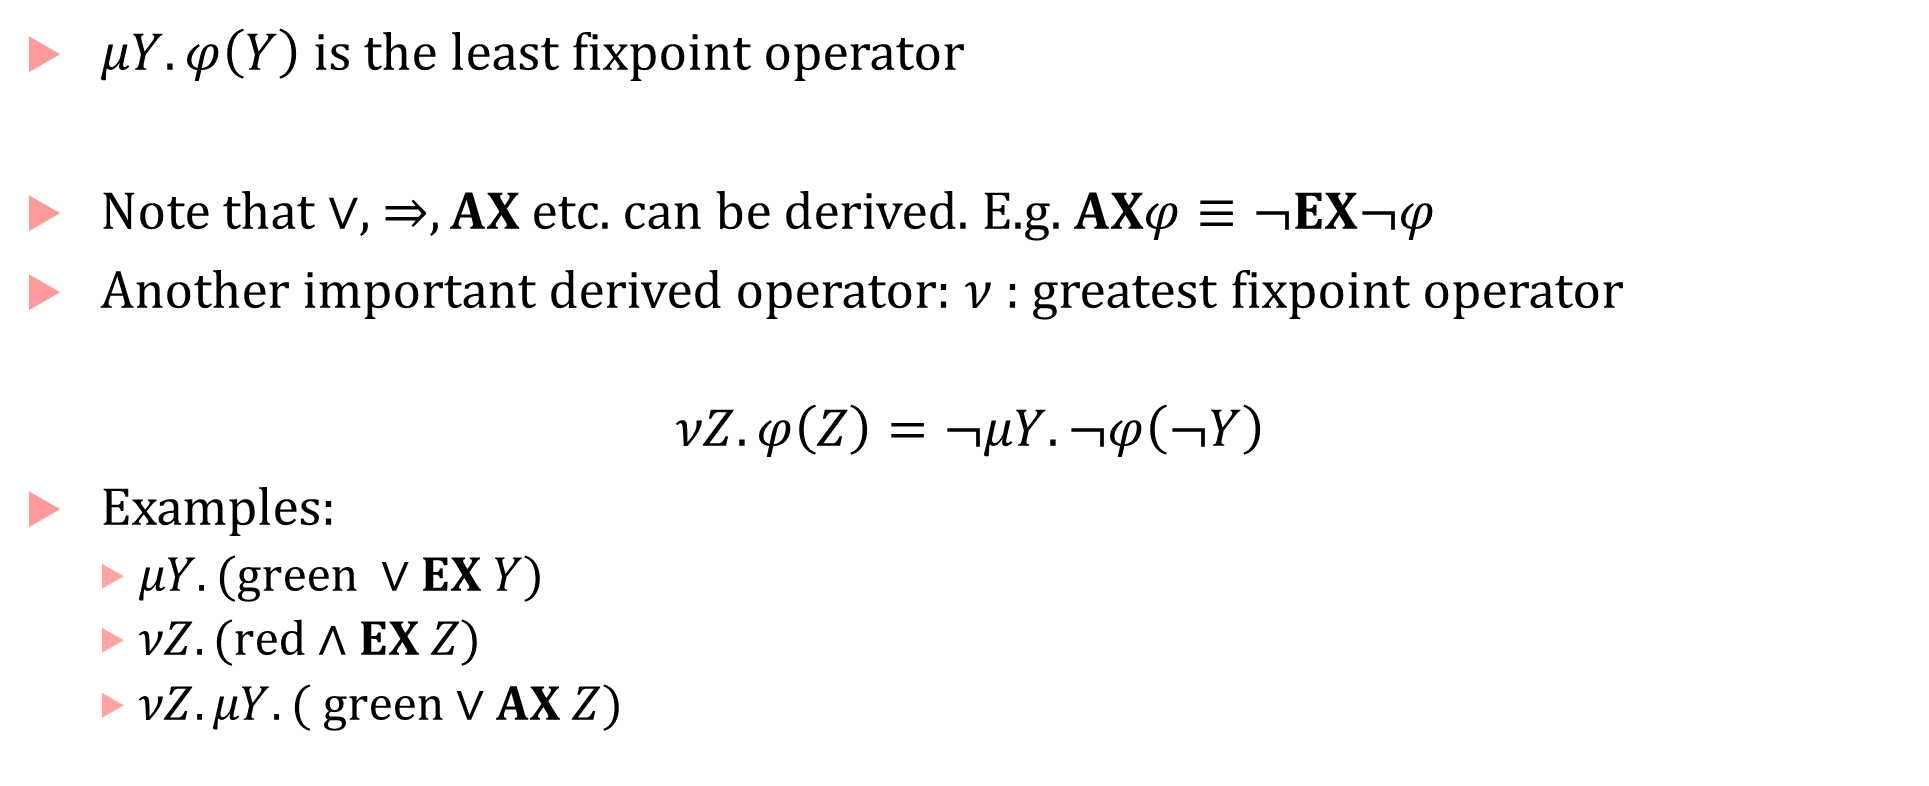 μY. φ(Y) is the least fixpoint operator
Note that ∨, ⇒, AX etc. can be derived. E.g. AXφ ≡ ¬EX¬φ
Another important derived operator: ν : greatest fixpoint operator
νZ. φ(Z) = ¬μY. ¬φ(¬Y)
Examples:
μY. (green ∨ EX Y)
νZ. (red ∧ EX Z)
νZ. μY. ( green ∨ AX Z)